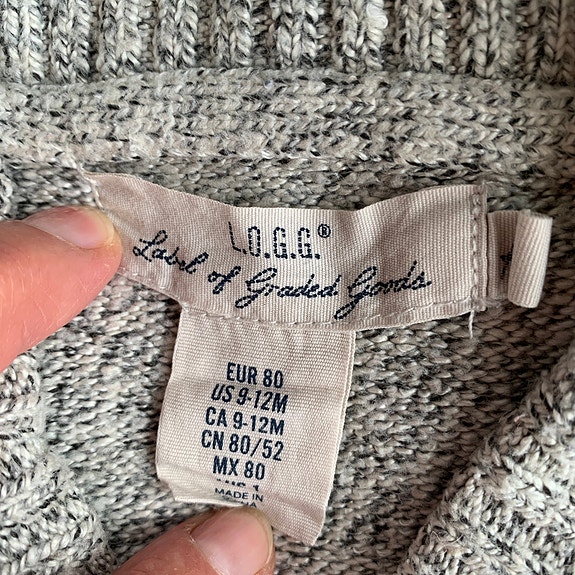 L.O.G.G.®
Label of Graded Goods
EUR 80
US 9-12M
CA 9-12M
CN 80/52
MX 80
MADE IN